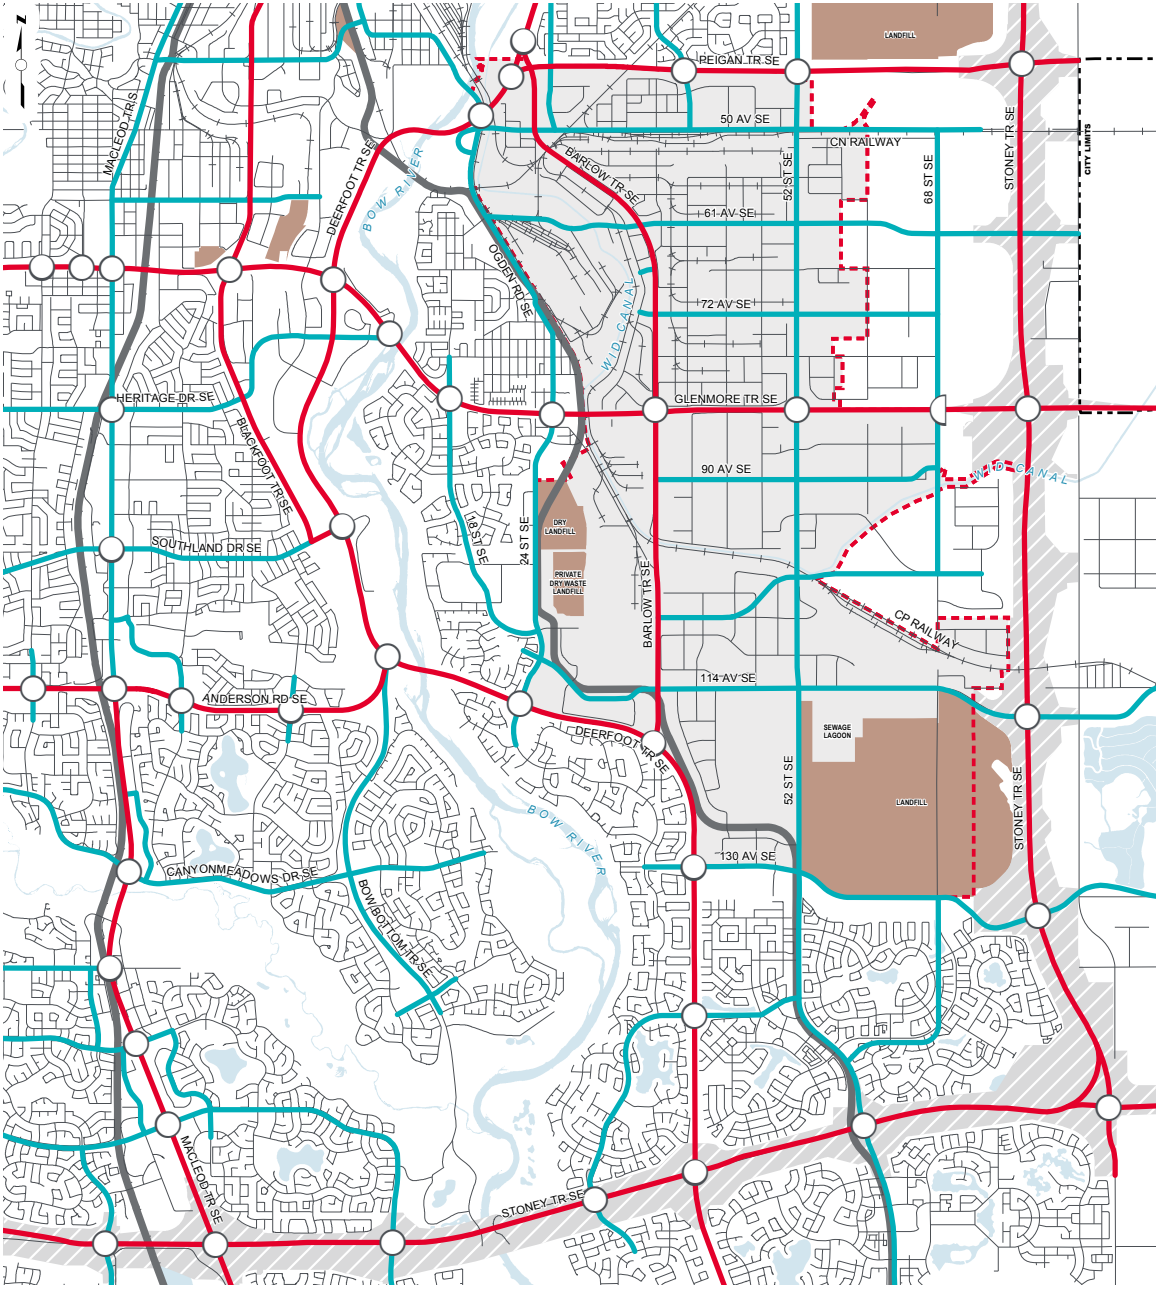 Z
LANDFILL
PEIGAN TR SE
50 AV SE
MACLEOD TR S
DEERFOOT TR SE
BOW RIVER
BARLOW TR SE
52 ST SE
CN RAILWAY
68 ST SE
STONEY TR SE
CITY LIMITS
61 AV SE
OGDEN RD SE
WID CANAL
72 AV SE
HERITAGE DR SE
GLENMORE TR SE
BLACKFOOT TR SE
90 AV SE
WID CANAL
18 ST SE
24 ST SE
DRY
LANDFILL
SOUTHLAND DR SE
PRIVATE
DRY WASTE
LANDFILL
BARLOW TR SE
CP RAILWAY
114 AV SE
ANDERSON RD SE
DEERFOOT TR SE
SEWAGE
LAGOON
52 ST SE
LANDFILL
STONEY TR SE
BOW RIVER
130 AV SE
CANYONMEADOWS DR SE
BOW BOTTOM TR SE
MACLEOD TR SE
STONEY TR SE